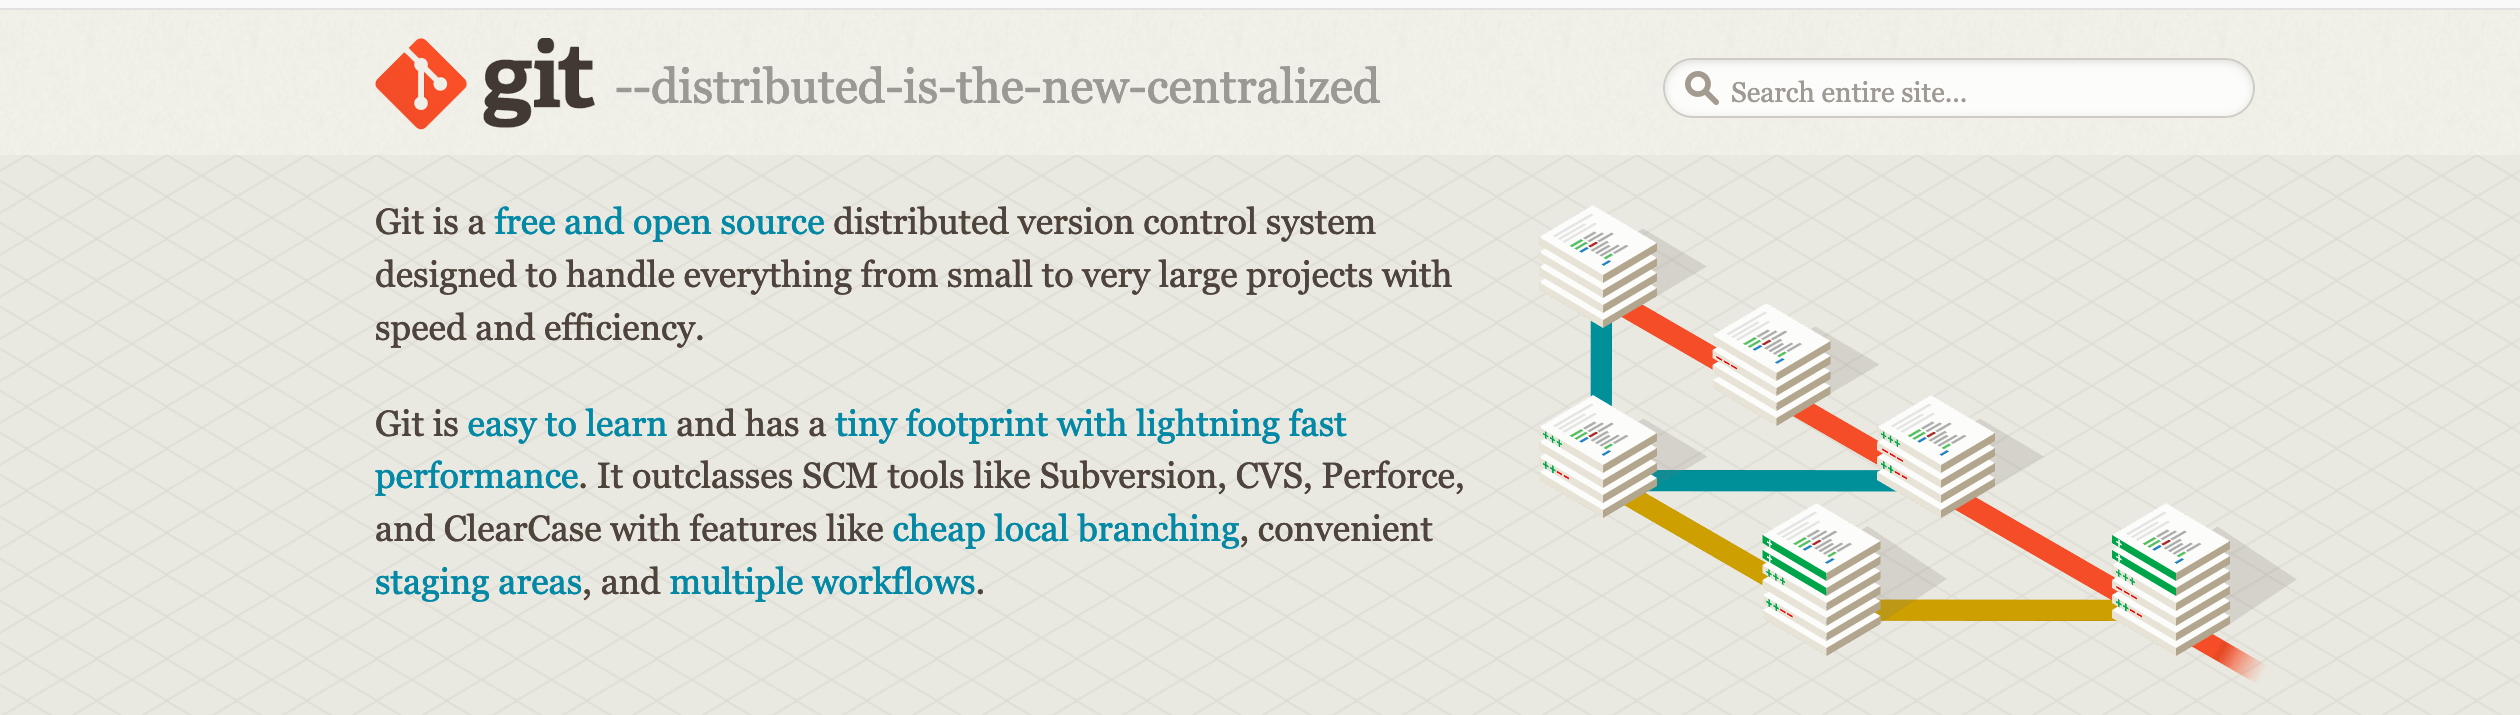 git --distributed-is-the-new-centralized
Search entire site...
Git is a free and open source distributed version control system
designed to handle everything from small to very large projects with
speed and efficiency.
Git is easy to learn and has a tiny footprint with lightning fast
performance. It outclasses SCM tools like Subversion, CVS, Perforce,
and ClearCase with features like cheap local branching, convenient
staging areas, and multiple workflows.